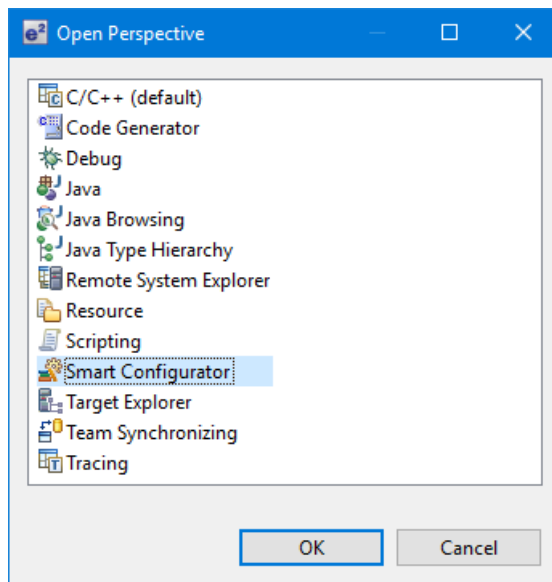 e² Open Perspective
C/C++ (default)
Code Generator
Debug
Java
Java Browsing
Java Type Hierarchy
Remote System Explorer
Resource
Scripting
Smart Configurator
Target Explorer
Team Synchronizing
Tracing
OK Cancel